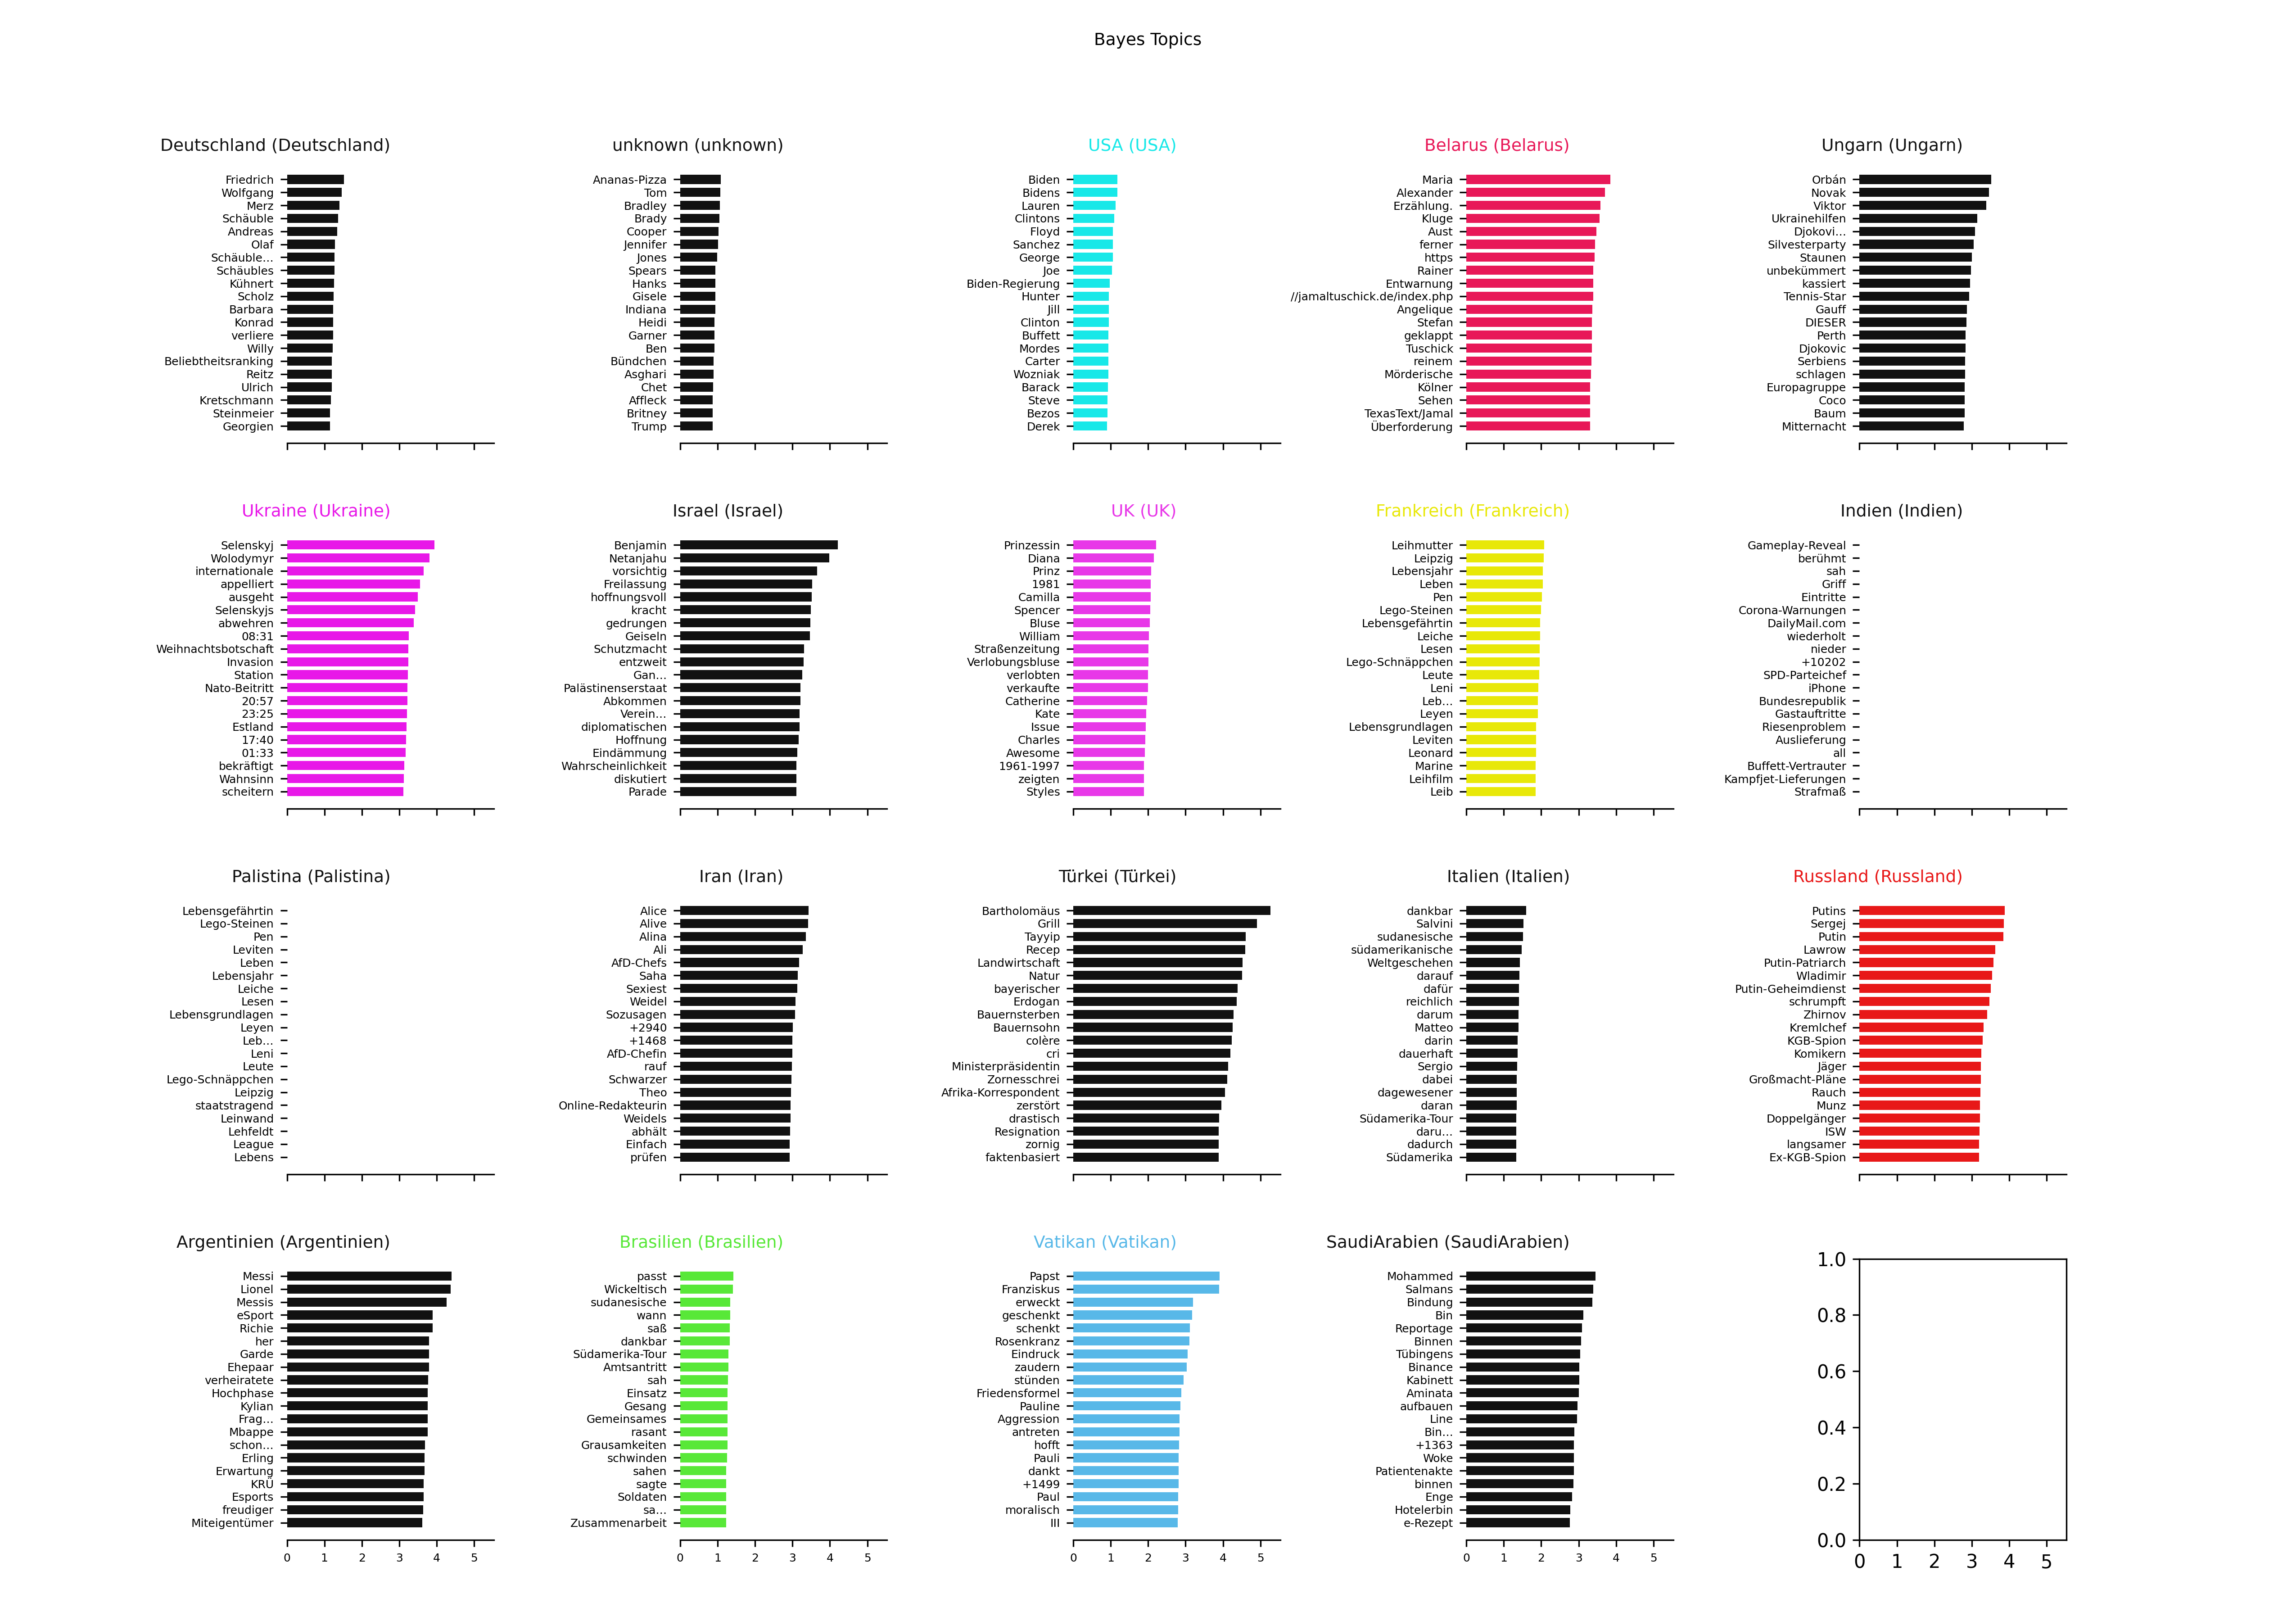 Bayes Topics
Deutschland (Deutschland)
Friedrich
Wolfgang
Merz
Schäuble
Andreas
Olaf
Schäuble...
Schäubles
Kühnert
Scholz
Barbara
Konrad
verliere
Willy
Beliebtheitsranking
Reitz
Ulrich
Kretschmann
Steinmeier
Georgien
unknown (unknown)
Ananas-Pizza
Tom
Bradley
Brady
Cooper
Jennifer
Jones
Spears
Hanks
Gisele
Indiana
Heidi
Garner
Ben
Bündchen
Asghari
Chet
Affleck
Britney
Trump
USA (USA)
Biden
Bidens
Lauren
Clintons
Floyd
Sanchez
George
Joe
Biden-Regierung
Hunter
Jill
Clinton
Buffett
Mordes
Carter
Wozniak
Barack
Steve
Bezos
Derek
Belarus (Belarus)
Maria
Alexander
Erzählung.
Kluge
Aust
ferner
https
Rainer
Entwarnung
//jamaltuschick.de/index.php
Angelique
Stefan
geklappt
Tuschick
reinem
Mörderische
Kölner
Sehen
TexasText/Jamal
Überforderung
Ungarn (Ungarn)
Orbán
Novak
Viktor
Ukrainehilfen
Djokovi...
Silvesterparty
Staunen
unbekümmert
kassiert
Tennis-Star
Gauff
DIESER
Perth
Djokovic
Serbiens
schlagen
Europagruppe
Coco
Baum
Mitternacht
Ukraine (Ukraine)
Selenskyj
Wolodymyr
internationale
appelliert
ausgeht
Selenskyjs
abwehren
08:31
Weihnachtsbotschaft
Invasion
Station
Nato-Beitritt
20:57
23:25
Estland
17:40
01:33
bekräftigt
Wahnsinn
scheitern
Israel (Israel)
Benjamin
Netanjahu
vorsichtig
Freilassung
hoffnungsvoll
kracht
gedrungen
Geiseln
Schutzmacht
entzweit
Gan...
Palästinenserstaat
Abkommen
Verein...
diplomatischen
Hoffnung
Eindämmung
Wahrscheinlichkeit
diskutiert
Parade
UK (UK)
Prinzessin
Diana
Prinz
1981
Camilla
Spencer
Bluse
William
Straßenzeitung
Verlobungsbluse
verlobten
verkaufte
Catherine
Kate
Issue
Charles
Awesome
1961-1997
zeigten
Styles
Frankreich (Frankreich)
Leihmutter
Leipzig
Lebensjahr
Leben
Pen
Lego-Steinen
Lebensgefährtin
Leiche
Lesen
Lego-Schnäppchen
Leute
Leni
Leb...
Leyen
Lebensgrundlagen
Leviten
Leonard
Marine
Leihfilm
Leib
Indien (Indien)
Gameplay-Reveal
berühmt
sah
Griff
Eintritte
Corona-Warnungen
DailyMail.com
wiederholt
nieder
+10202
SPD-Parteichef
iPhone
Bundesrepublik
Gastauftritte
Riesenproblem
Auslieferung
all
Buffett-Vertrauter
Kampfjet-Lieferungen
Strafmaß
Palistina (Palistina)
Lebensgefährtin
Lego-Steinen
Pen
Leviten
Leben
Lebensjahr
Leiche
Lesen
Lebensgrundlagen
Leyen
Leb...
Leni
Leute
Lego-Schnäppchen
Leipzig
staatstragend
Leinwand
Lehfeldt
League
Lebens
Iran (Iran)
Alice
Alive
Alina
Ali
AfD-Chefs
Saha
Sexiest
Weidel
Sozusagen
+2940
+1468
AfD-Chefin
rauf
Schwarzer
Theo
Online-Redakteurin
Weidels
abhält
Einfach
prüfen
Türkei (Türkei)
Bartholomäus
Grill
Tayyip
Recep
Landwirtschaft
Natur
bayerischer
Erdogan
Bauernsterben
Bauernsohn
colère
cri
Ministerpräsidentin
Zornesschrei
Afrika-Korrespondent
zerstört
drastisch
Resignation
zornig
faktenbasiert
Italien (Italien)
dankbar
Salvini
sudanesische
südamerikanische
Weltgeschehen
darauf
dafür
reichlich
darum
Matteo
darin
dauerhaft
Sergio
dabei
dagewesener
daran
Südamerika-Tour
daru...
dadurch
Südamerika
Russland (Russland)
Putins
Sergej
Putin
Lawrow
Putin-Patriarch
Wladimir
Putin-Geheimdienst
schrumpft
Zhirnov
Kremlchef
KGB-Spion
Komikern
Jäger
Großmacht-Pläne
Rauch
Munz
Doppelgänger
ISW
langsamer
Ex-KGB-Spion
Argentinien (Argentinien)
Messi
Lionel
Messis
eSport
Richie
her
Garde
Ehepaar
verheiratete
Hochphase
Kylian
Frag...
Mbappe
schon...
Erling
Erwartung
KRÜ
Esports
freudiger
Miteigentümer
0 1 2 3 4 5
Brasilien (Brasilien)
passt
Wickeltisch
sudanesische
wann
saß
dankbar
Südamerika-Tour
Amtsantritt
sah
Einsatz
Gesang
Gemeinsames
rasant
Grausamkeiten
schwinden
sahen
sagte
Soldaten
sa...
Zusammenarbeit
0 1 2 3 4 5
Vatikan (Vatikan)
Papst
Franziskus
erweckt
geschenkt
schenkt
Rosenkranz
Eindruck
zaudern
stünden
Friedensformel
Pauline
Aggression
antreten
hofft
Pauli
dankt
+1499
Paul
moralisch
III
0 1 2 3 4 5
SaudiArabien (SaudiArabien)
Mohammed
Salmans
Bindung
Bin
Reportage
Binnen
Tübingens
Binance
Kabinett
Aminata
aufbauen
Line
Bin...
+1363
Woke
Patientenakte
binnen
Enge
Hotelerbin
e-Rezept
0 1 2 3 4 5
1.0
0.8
0.6
0.4
0.2
0.0
0 1 2 3 4 5